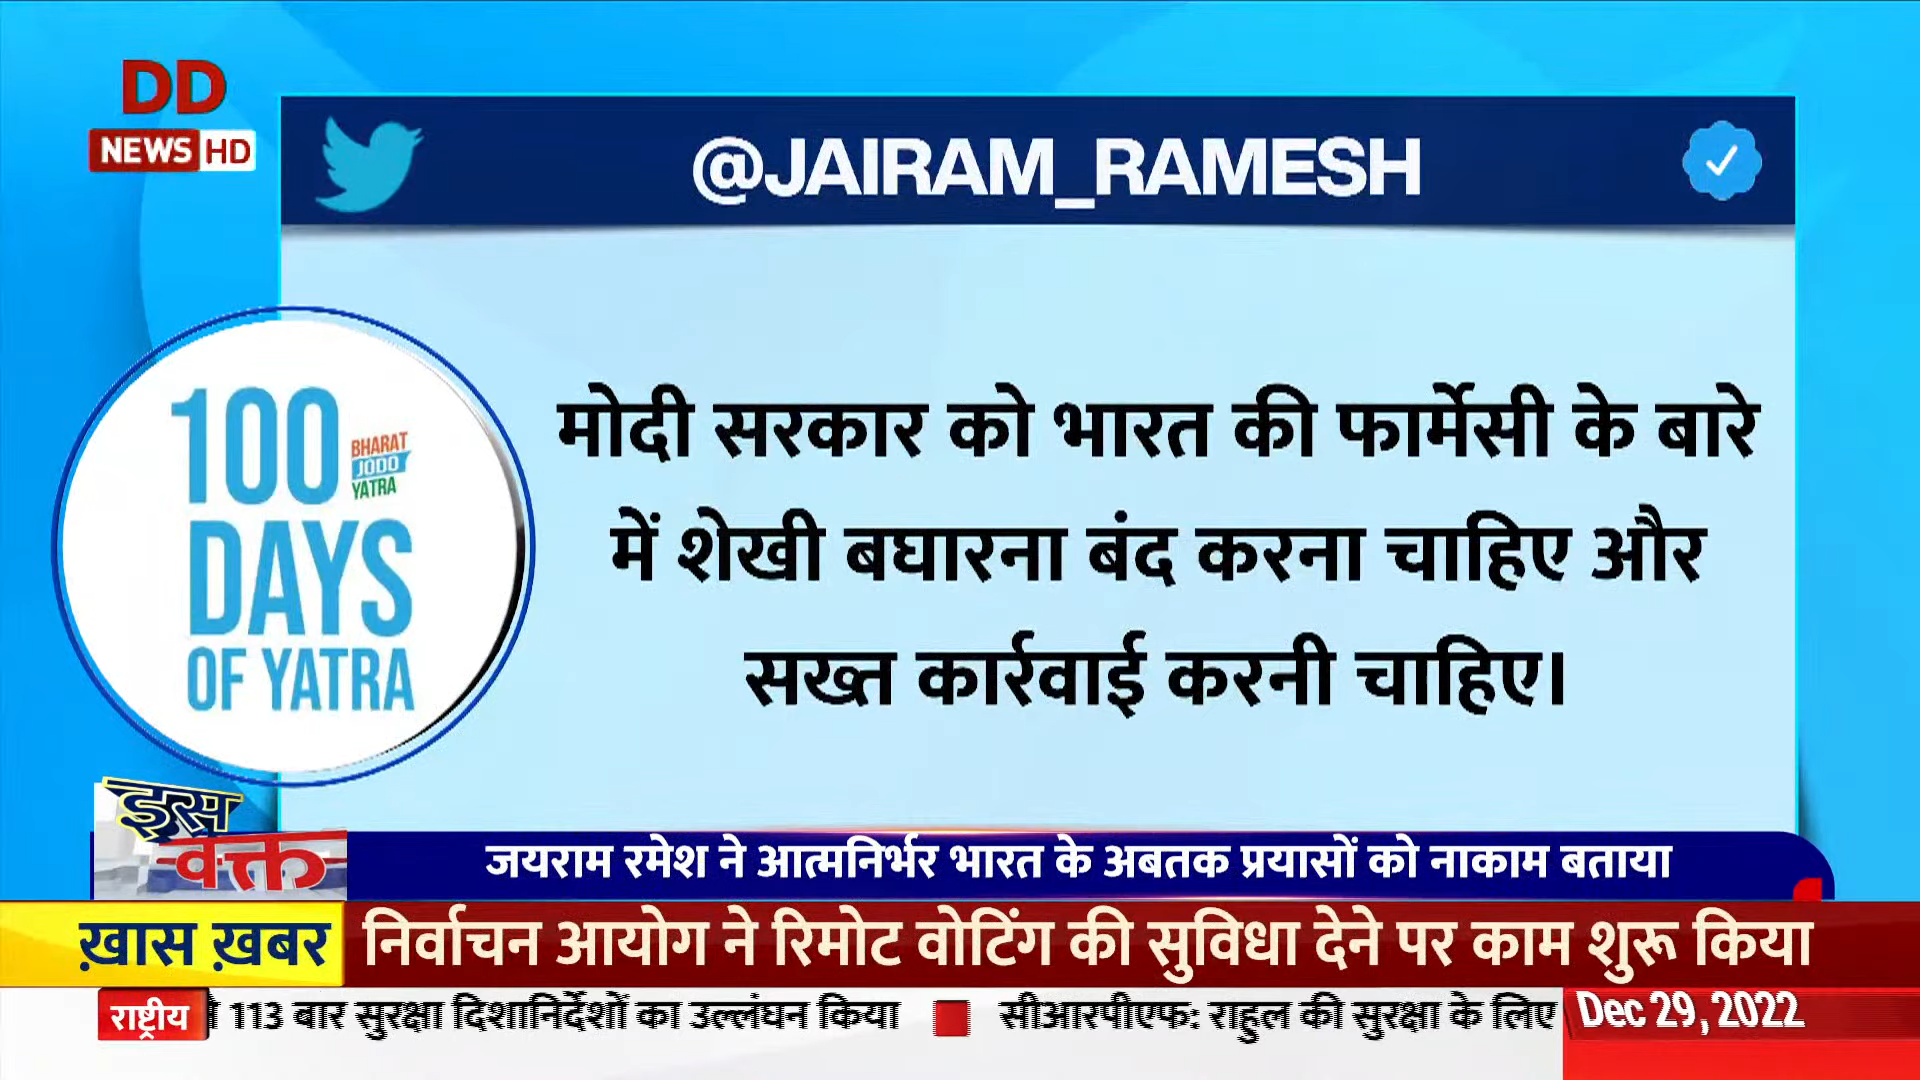 DD
NEWS HD
@JAIRAM_RAMESH
100
BHARAT
JODO
YATRA
DAYS
OF YATRA
मोदी सरकार को भारत की फार्मेसी के बारे
में शेखी बघारना बंद करना चाहिए और
सख्त कार्रवाई करनी चाहिए।
इस
वक्त
जयराम रमेश ने आत्मनिर्भर भारत के अबतक प्रयासों को नाकाम बताया
ख़ास ख़बर
निर्वाचन आयोग ने रिमोट वोटिंग की सुविधा देने पर काम शुरू किया
राष्ट्रीय
113 बार सुरक्षा दिशानिर्देशों का उल्लंघन किया
सीआरपीएफ: राहुल की सुरक्षा के लिए
Dec 29, 2022